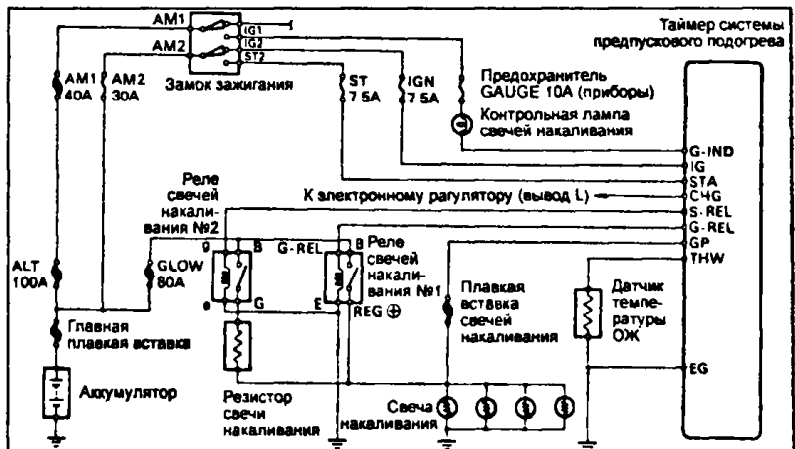 AM1
AM2
IG1
IG2
ST2
Замок зажигания
AM1
40A
AM2
30A
ST
7.5A
IGN
7.5A
Предохранитель
GAUGE 10A (приборы)
Контрольная лампа
свечей накаливания
Таймер системы
предпускового подогрева
G-IND
IG
STA
CHG
S-REL
G-REL
GP
THW
EG
К электронному рагулятору (вывод L)
Реле
свечей
накали-
вания №2
g
B
G-REL
B
Реле
свечей
накали-
вания №1
e
G
E
REG
ALT
100A
GLOW
80A
Главная
плавкая вставка
Аккумулятор
Резистор
свечи
накаливания
Плавкая
вставка
свечей
накаливания
Датчик
темпе-
ратуры
ОЖ
Свеча
накаливания